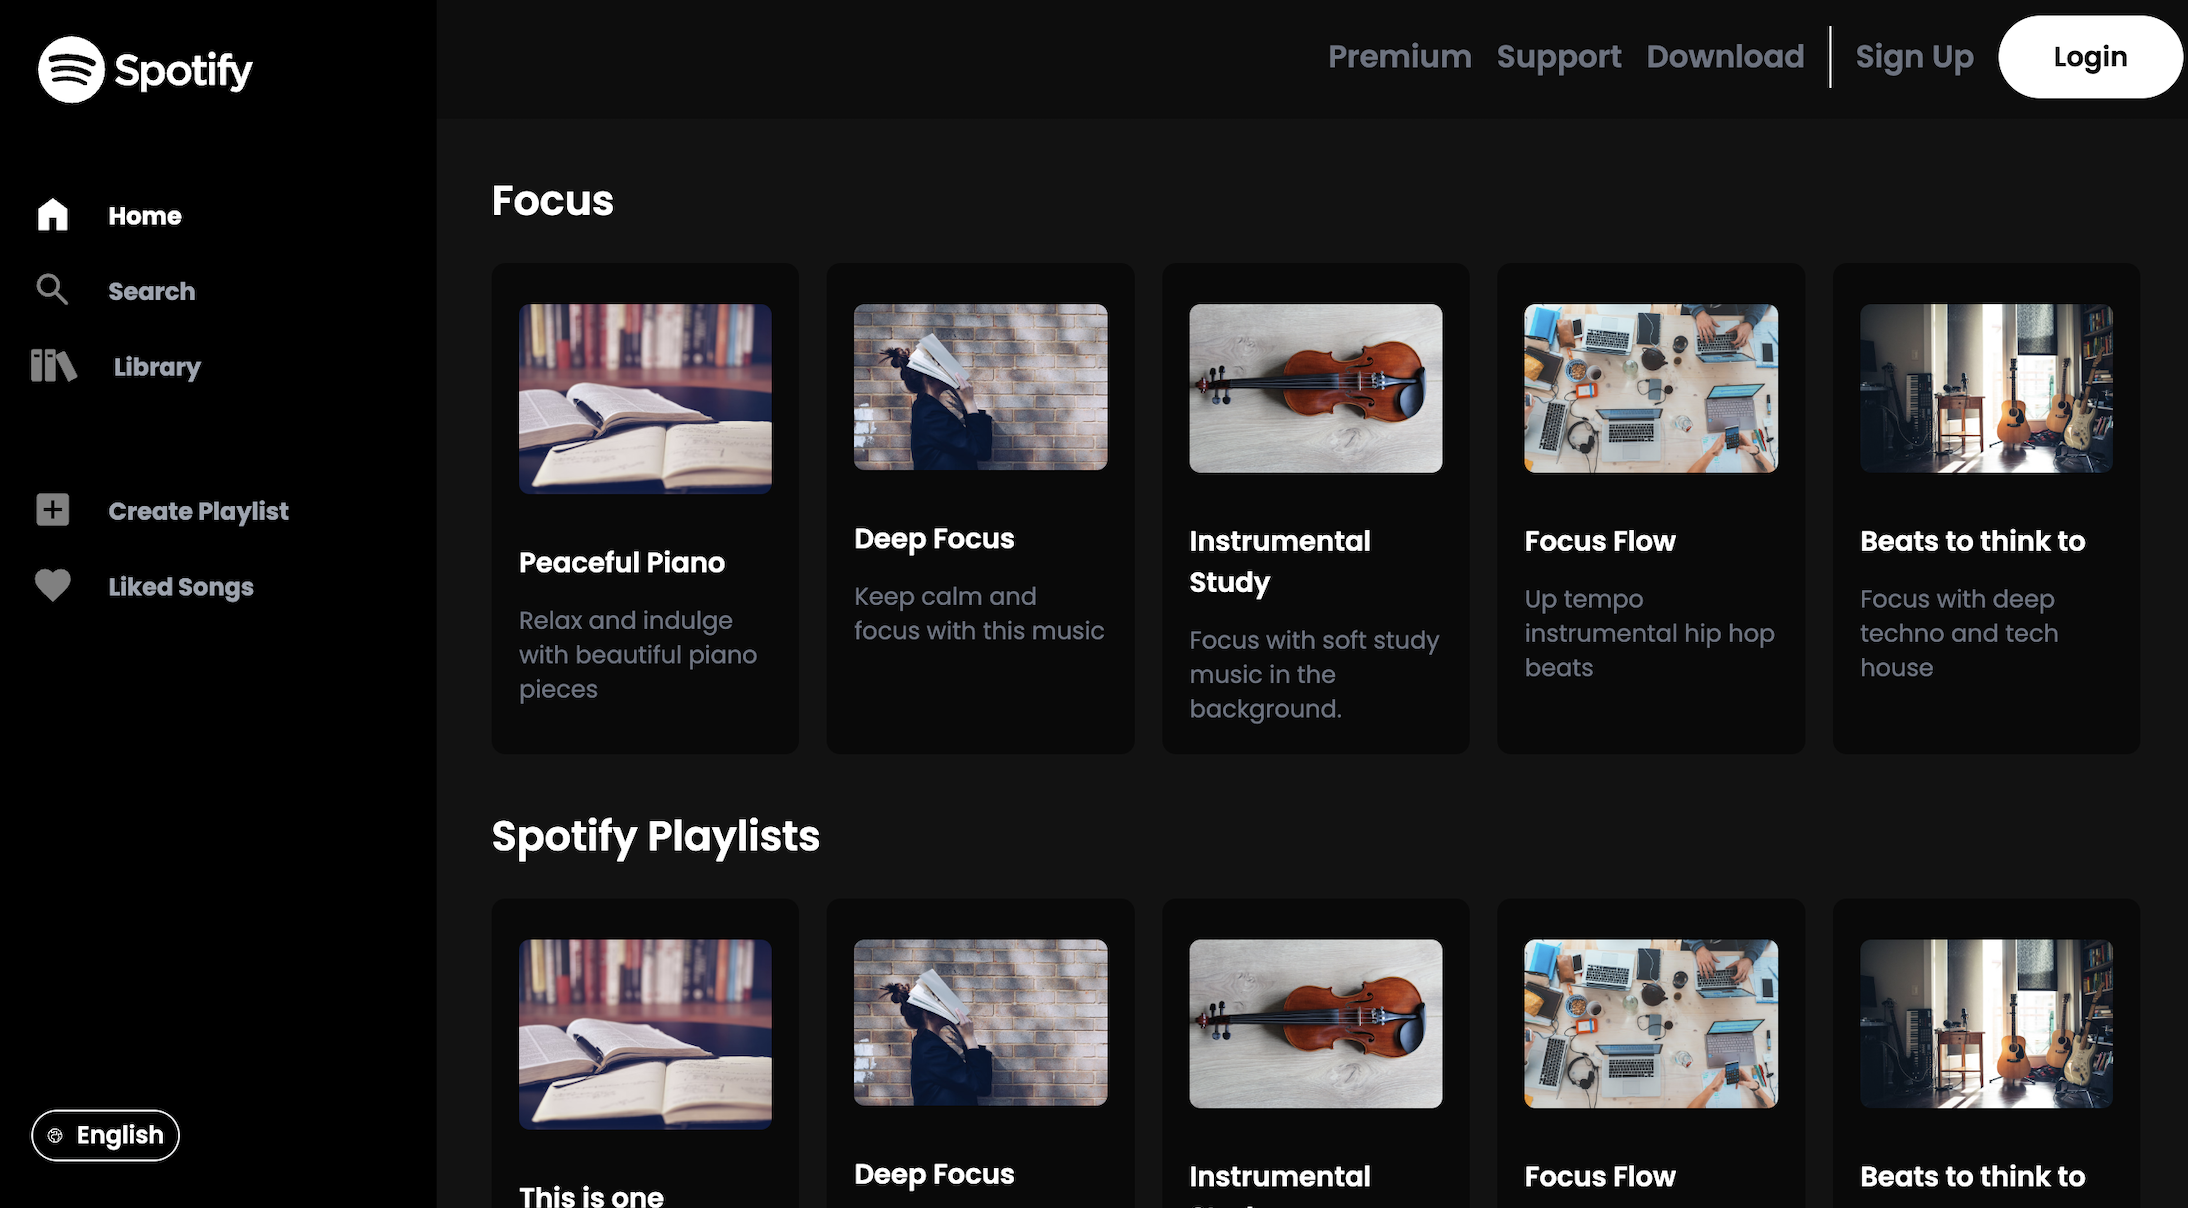 Spotify
Premium Support Download Sign Up Login
Home
Search
Library
Create Playlist
Liked Songs
English
Focus
Peaceful Piano
Relax and indulge
with beautiful piano
pieces
Deep Focus
Keep calm and
focus with this music
Instrumental
Study
Focus with soft study
music in the
background.
Focus Flow
Up tempo
instrumental hip hop
beats
Beats to think to
Focus with deep
techno and tech
house
Spotify Playlists
This is one
Deep Focus
Instrumental
Focus Flow
Beats to think to